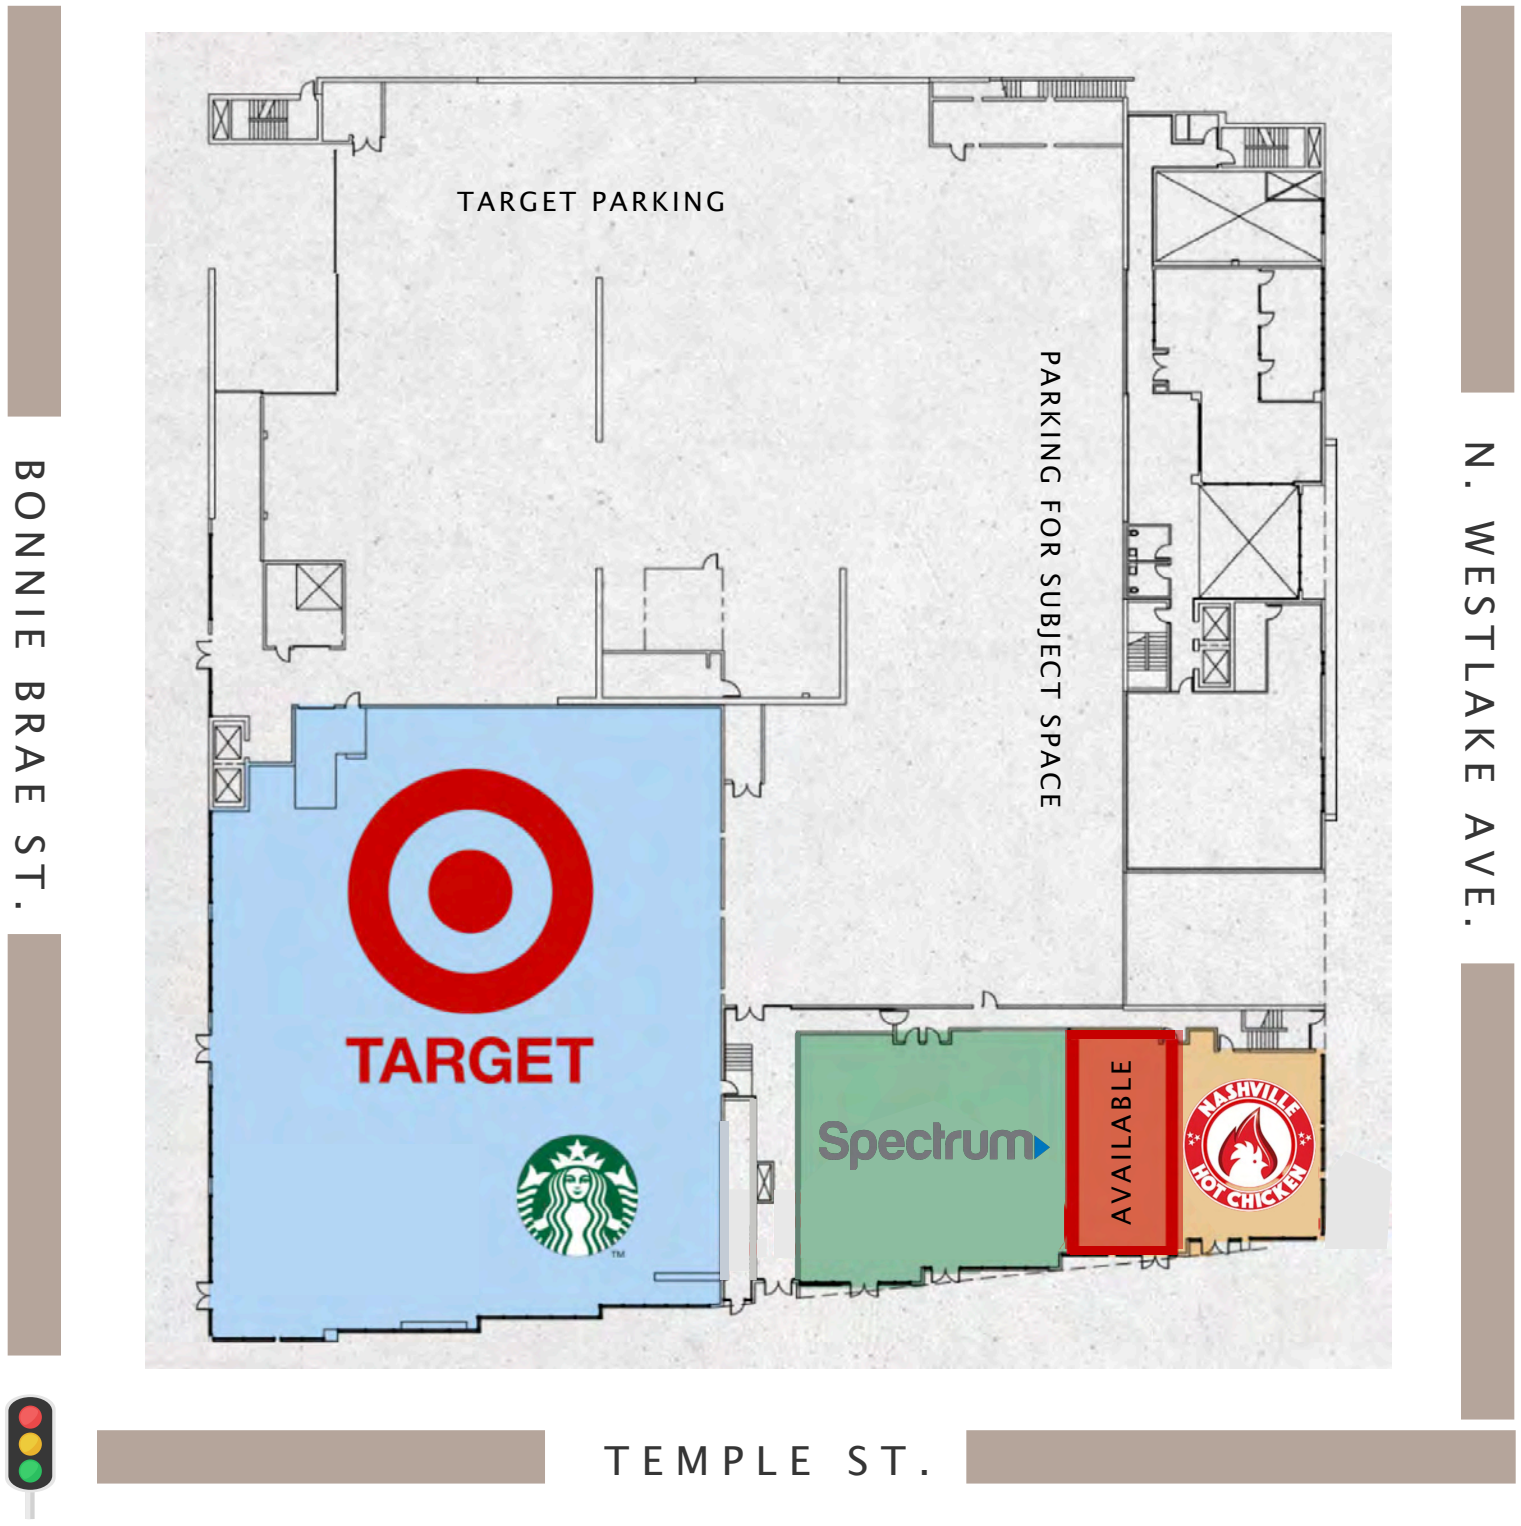 TARGET PARKING
PARKING FOR SUBJECT SPACE
BONNIE BRAE ST.
N. WESTLAKE AVE.
TARGET
TM
Spectrum
AVAILABLE
NASHVILLE
HOT CHICKEN
TEMPLE ST.